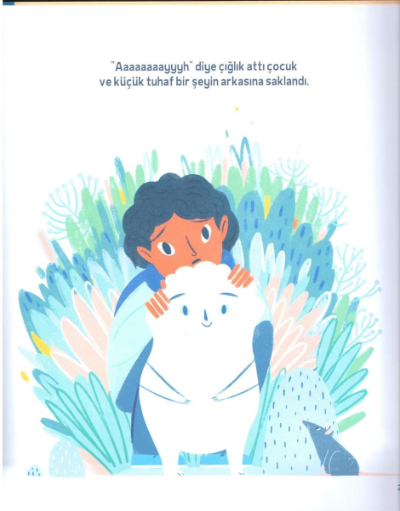 "Aaaaaaaayyyh" diye çığlık attı çocuk
ve küçük tuhaf bir şeyin arkasına saklandı.